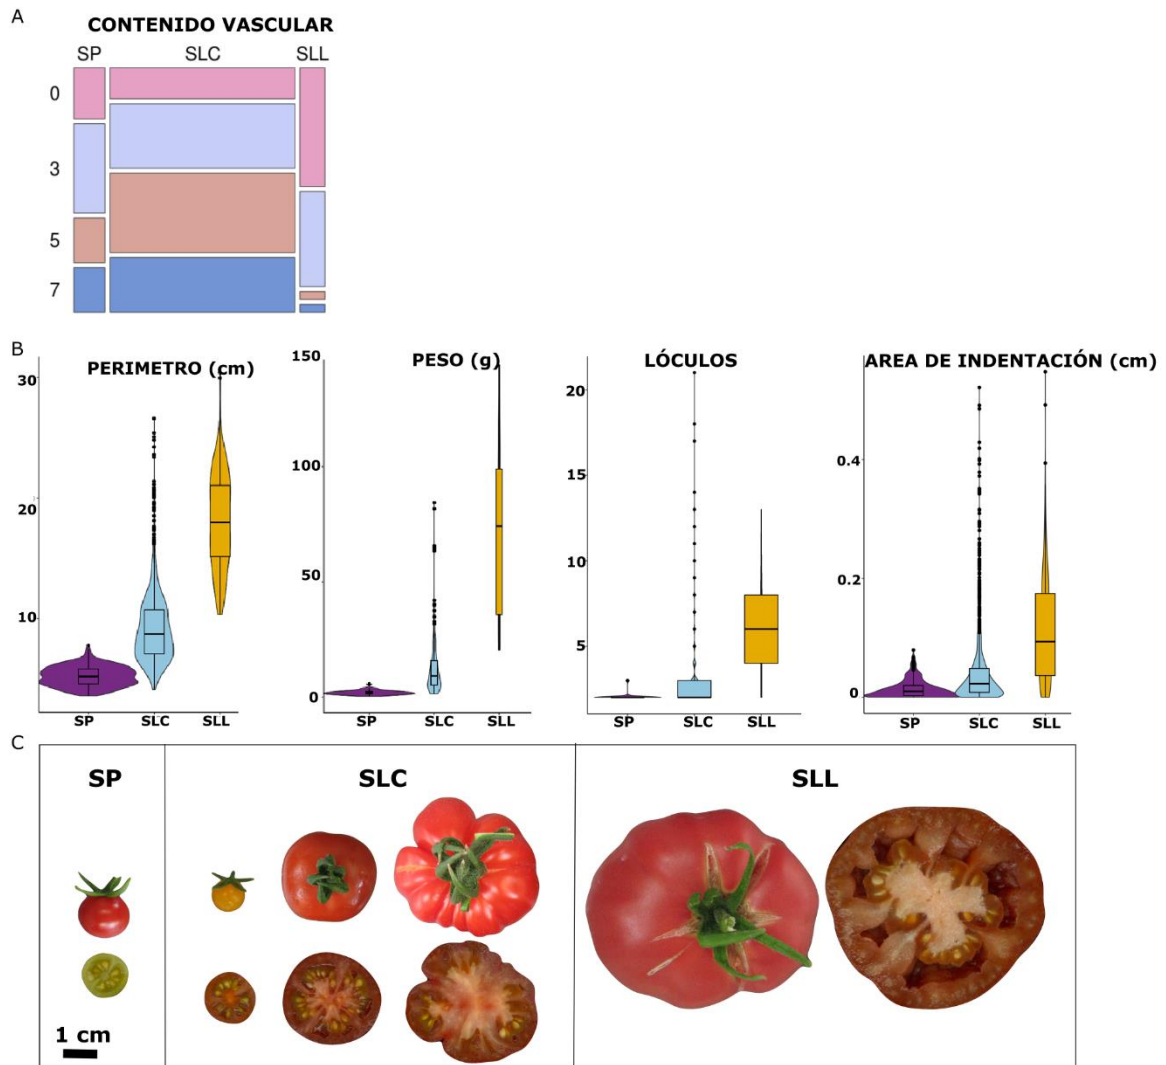 A
CONTENIDO VASCULAR
SP SLC SLL
0
3
5
7
B
PERIMETRO (cm)
30
20
10
SP SLC SLL
PESO (g)
150
100
50
0
SP SLC SLL
LÓCULOS
20
15
10
5
SP SLC SLL
AREA DE INDENTACIÓN (cm)
0.4
0.2
0
SP SLC SLL
C
SP SLC SLL
1 cm